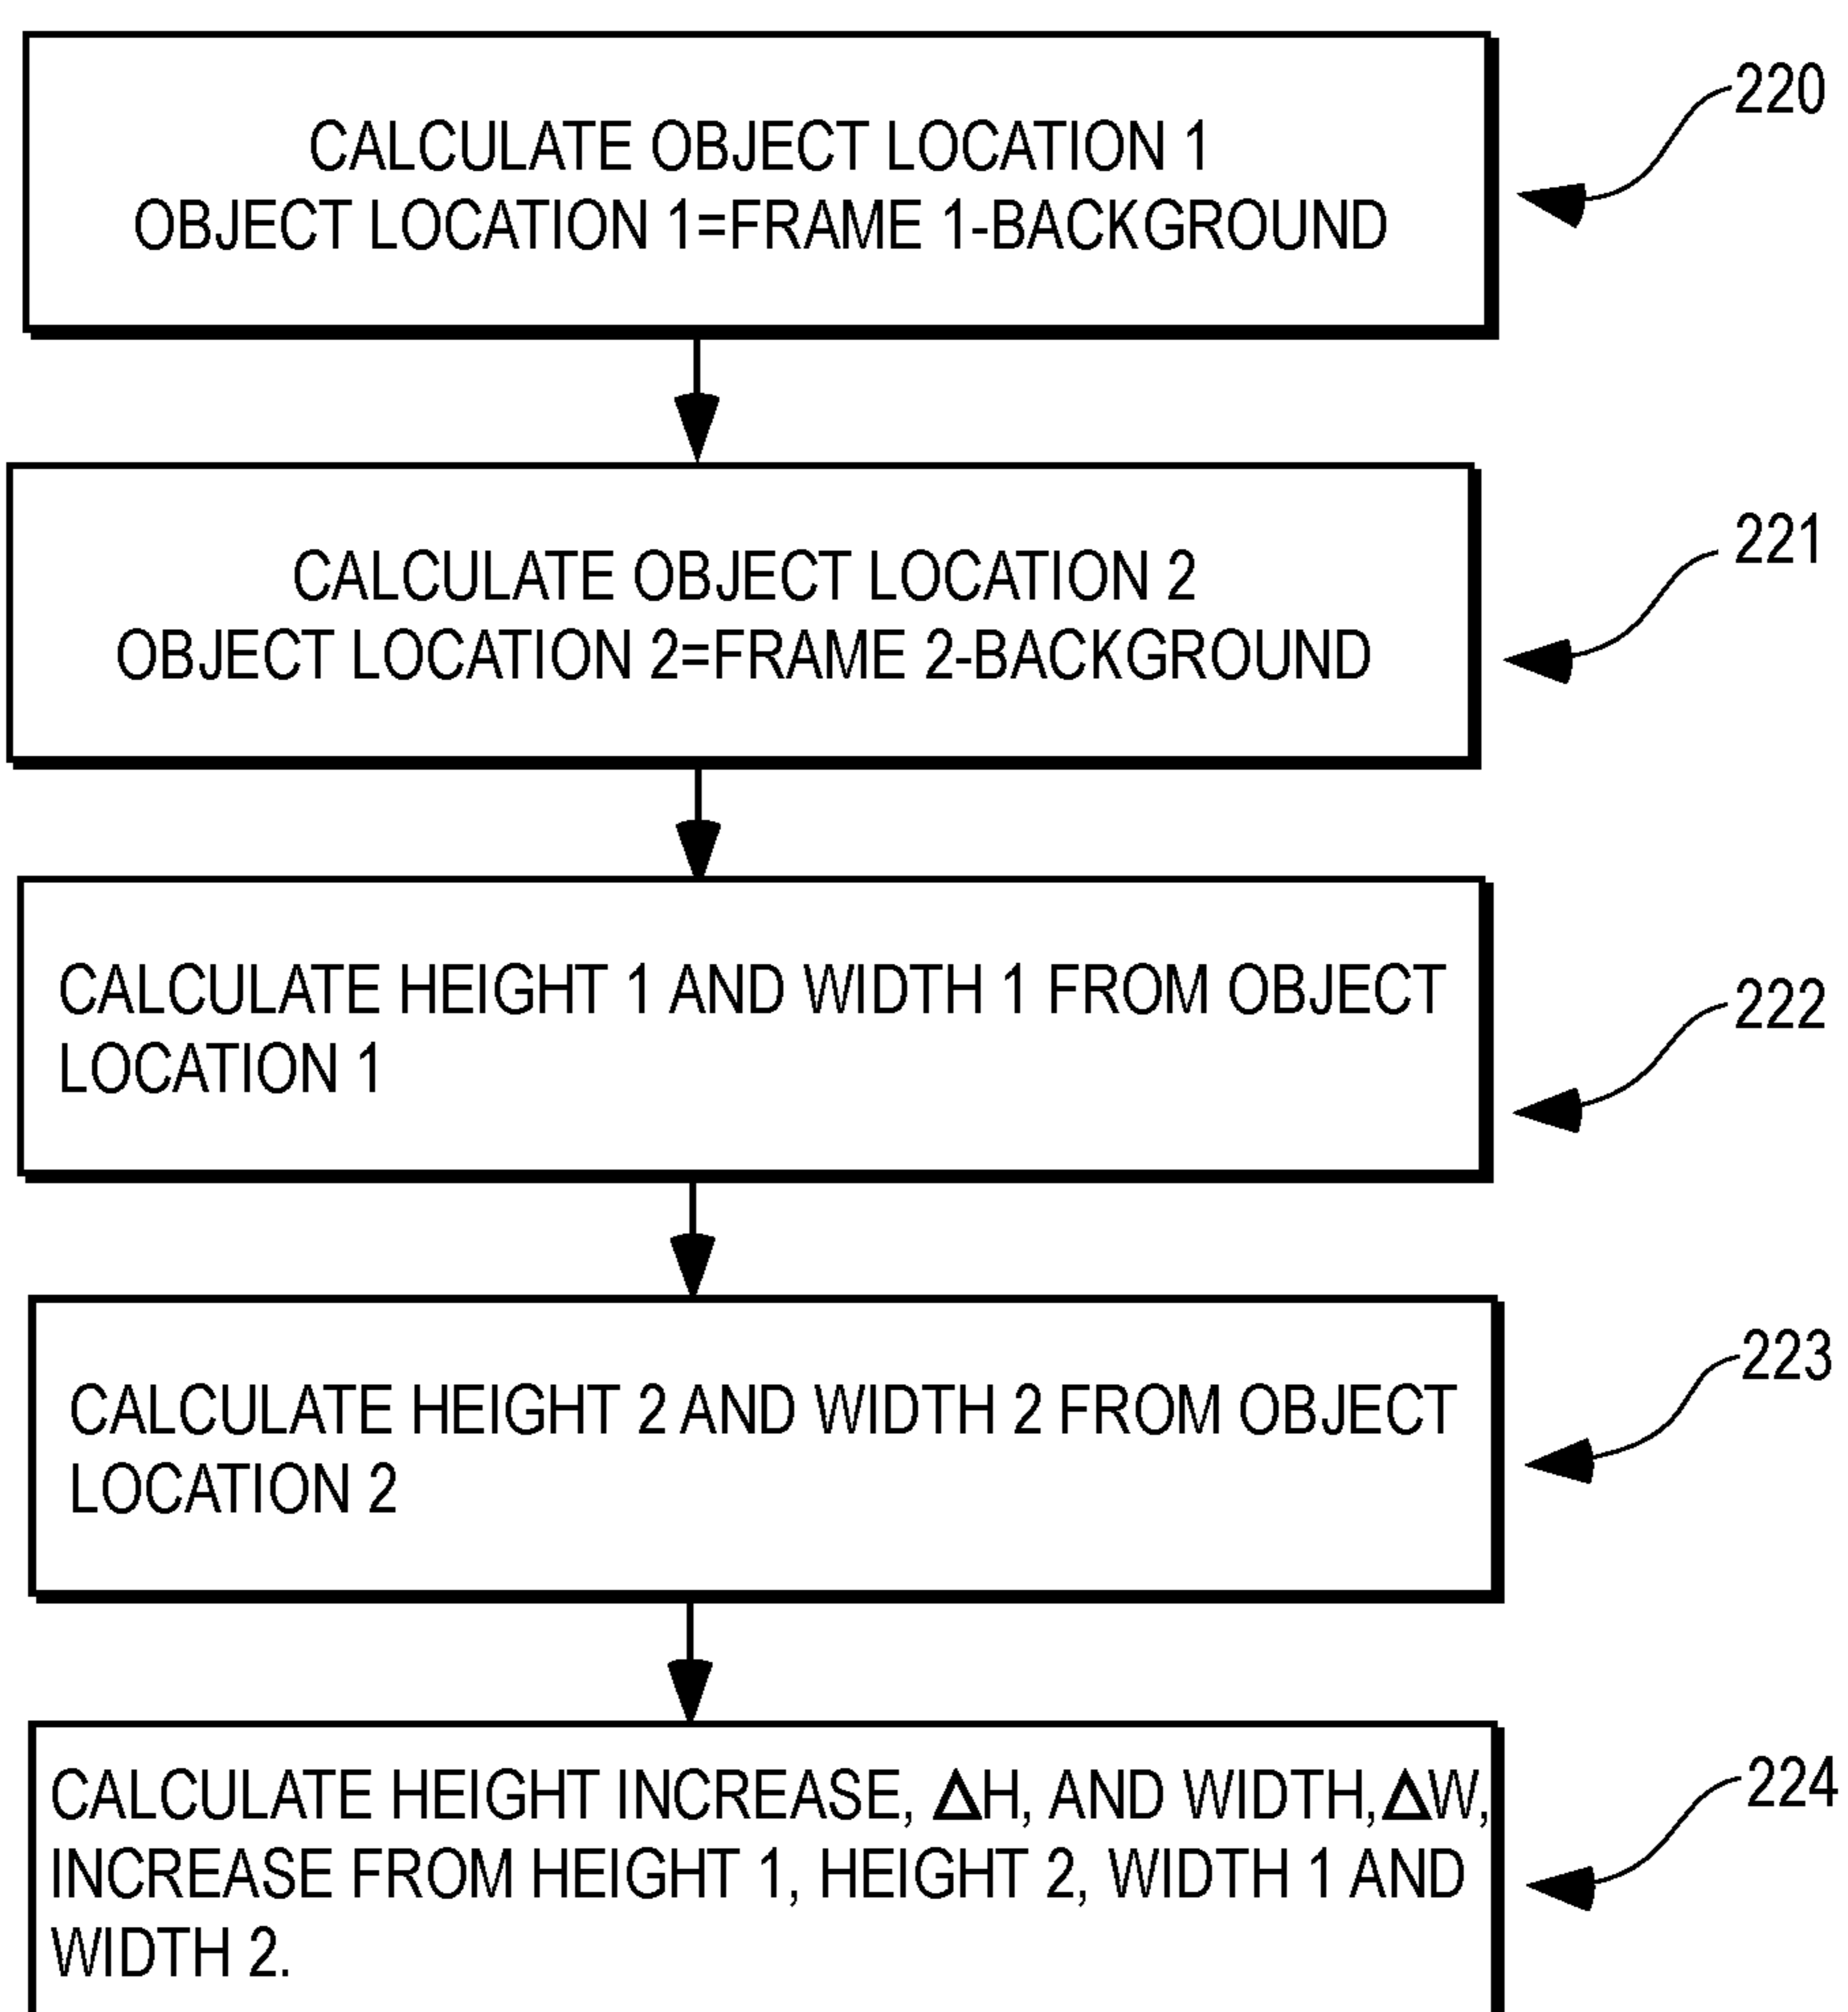 CALCULATE OBJECT LOCATION 1
OBJECT LOCATION 1=FRAME 1-BACKGROUND
220
CALCULATE OBJECT LOCATION 2
OBJECT LOCATION 2=FRAME 2-BACKGROUND
221
CALCULATE HEIGHT 1 AND WIDTH 1 FROM OBJECT
LOCATION 1
222
CALCULATE HEIGHT 2 AND WIDTH 2 FROM OBJECT
LOCATION 2
223
CALCULATE HEIGHT INCREASE, ΔH, AND WIDTH,ΔW,
INCREASE FROM HEIGHT 1, HEIGHT 2, WIDTH 1 AND
WIDTH 2.
224